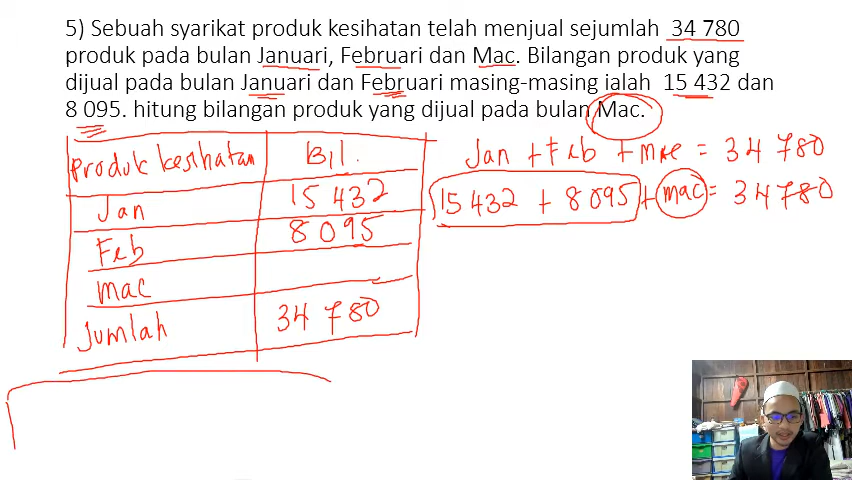 5) Sebuah syarikat produk kesihatan telah menjual sejumlah 34 780
produk pada bulan Januari, Februari dan Mac. Bilangan produk yang
dijual pada bulan Januari dan Februari masing-masing ialah 15 432 dan
8 095. hitung bilangan produk yang dijual pada bulan Mac.
Produk kesihatan Bil.
Jan 15 432
Feb 8 095
mac
Jumlah 34 780
Jan + Feb + mac = 34 780
15 432 + 8 095 + mac = 34 780